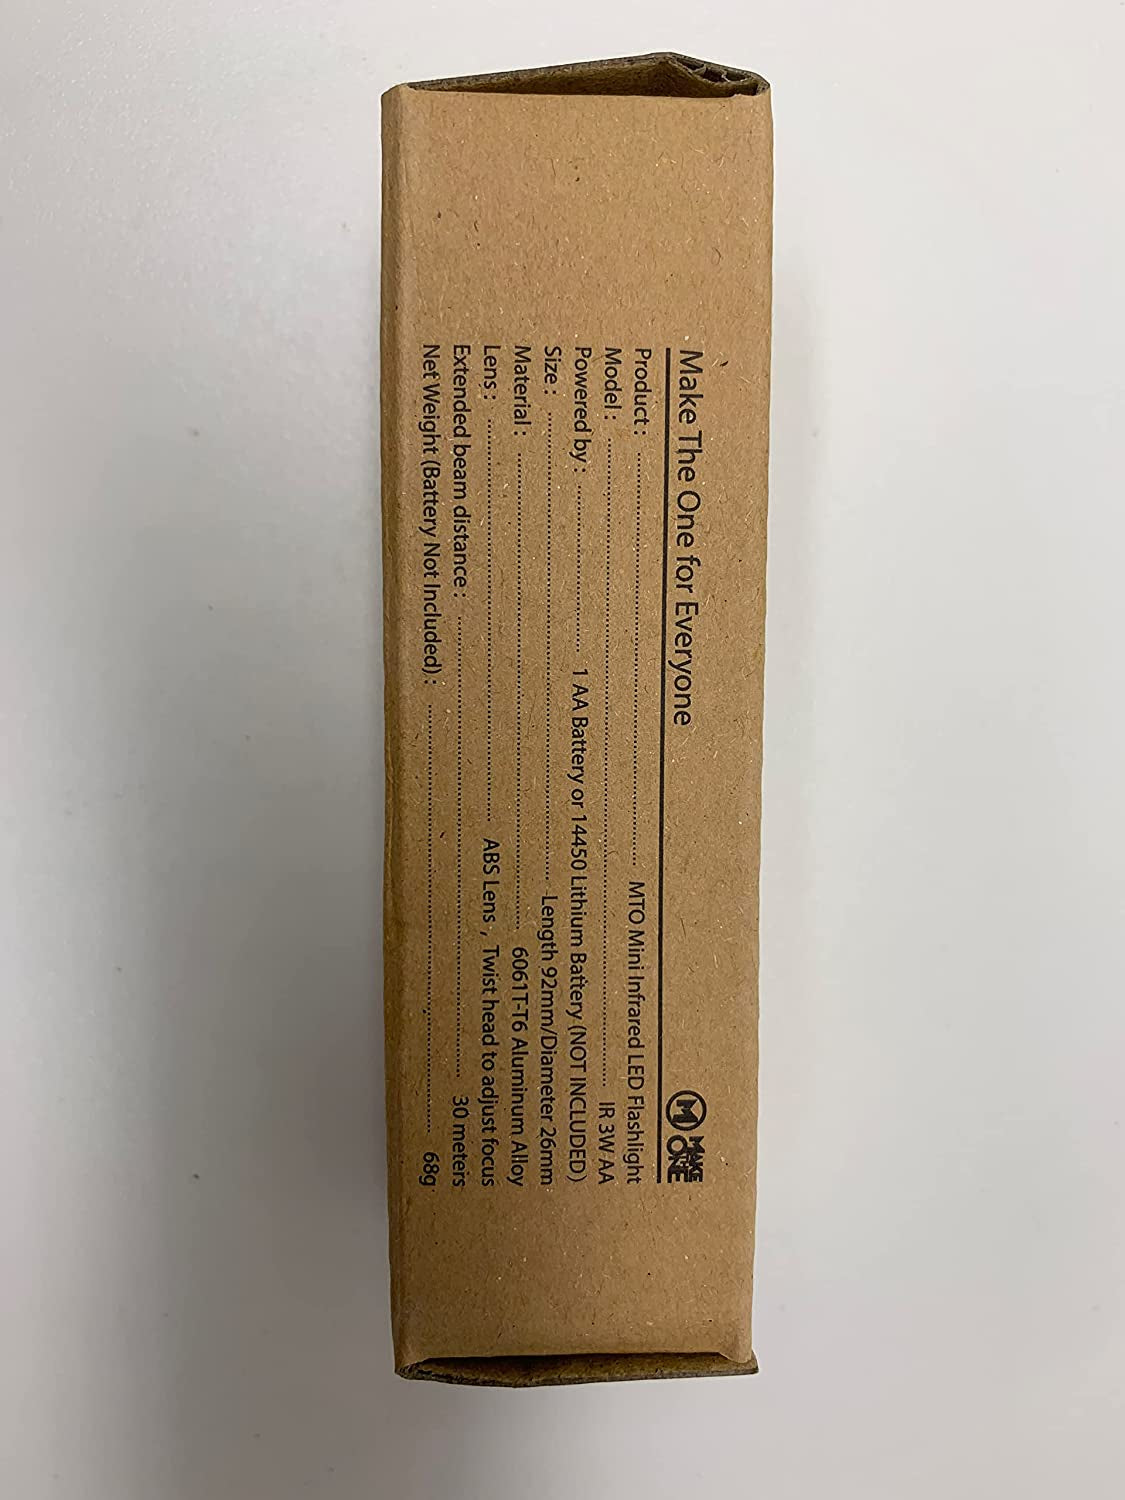 Make The One for Everyone
M MAKE THE ONE
Product : ........ MTO Mini Infrared LED Flashlight
Model : ........ IR 3W AA
Powered by : ........ 1 AA Battery or 14450 Lithium Battery (NOT INCLUDED)
Size : ........ Length 92mm/Diameter 26mm
Material : ........ 6061T-T6 Aluminum Alloy
Lens : ........ ABS Lens , Twist head to adjust focus
Extended beam distance : ........ 30 meters
Net Weight (Battery Not Included) : ........ 68g